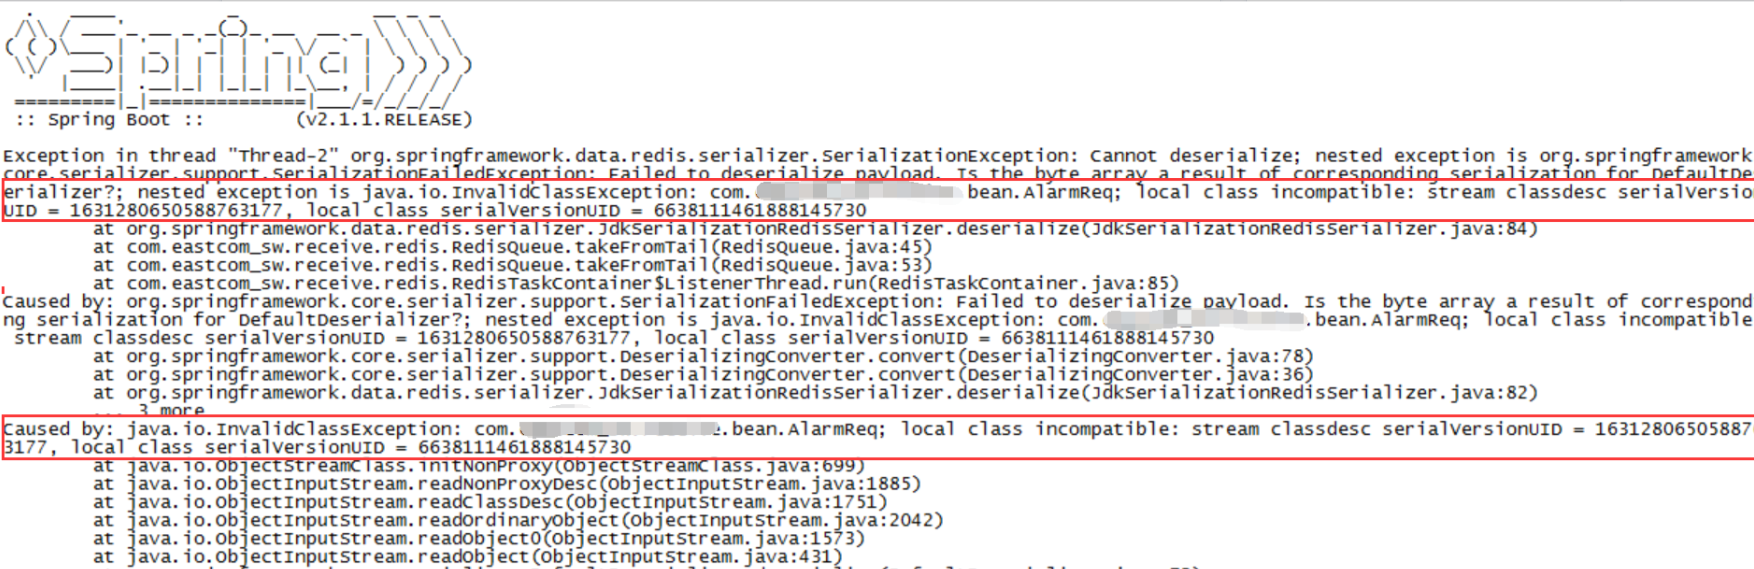 :: Spring Boot ::        (v2.1.1.RELEASE)
Exception in thread "Thread-2" org.springframework.data.redis.serializer.SerializationException: Cannot deserialize; nested exception is org.springframework
core.serializer.support.SerializationFailedException: Failed to deserialize payload. Is the byte array a result of corresponding serialization for DefaultDe
erializer?; nested exception is java.io.InvalidClassException: com. bean.AlarmReq; local class incompatible: stream classdesc serialVersio
UID = 1631280650588763177, local class serialVersionUID = 6638111461888145730
at org.springframework.data.redis.serializer.JdkSerializationRedisSerializer.deserialize(JdkSerializationRedisSerializer.java:84)
at com.eastcom_sw.receive.redis.RedisQueue.takeFromTail(RedisQueue.java:45)
at com.eastcom_sw.receive.redis.RedisQueue.takeFromTail(RedisQueue.java:53)
at com.eastcom_sw.receive.redis.RedisTaskContainer$ListenerThread.run(RedisTaskContainer.java:85)
Caused by: org.springframework.core.serializer.support.SerializationFailedException: Failed to deserialize payload. Is the byte array a result of correspond
ng serialization for DefaultDeserializer?; nested exception is java.io.InvalidClassException: com. .bean.AlarmReq; local class incompatible
stream classdesc serialVersionUID = 1631280650588763177, local class serialVersionUID = 6638111461888145730
at org.springframework.core.serializer.support.DeserializingConverter.convert(DeserializingConverter.java:78)
at org.springframework.core.serializer.support.DeserializingConverter.convert(DeserializingConverter.java:36)
at org.springframework.data.redis.serializer.JdkSerializationRedisSerializer.deserialize(JdkSerializationRedisSerializer.java:82)
... 3 more
Caused by: java.io.InvalidClassException: com. .bean.AlarmReq; local class incompatible: stream classdesc serialVersionUID = 163128065058876
3177, local class serialVersionUID = 6638111461888145730
at java.io.ObjectStreamClass.initNonProxy(ObjectStreamClass.java:699)
at java.io.ObjectInputStream.readNonProxyDesc(ObjectInputStream.java:1885)
at java.io.ObjectInputStream.readClassDesc(ObjectInputStream.java:1751)
at java.io.ObjectInputStream.readOrdinaryObject(ObjectInputStream.java:2042)
at java.io.ObjectInputStream.readObject0(ObjectInputStream.java:1573)
at java.io.ObjectInputStream.readObject(ObjectInputStream.java:431)